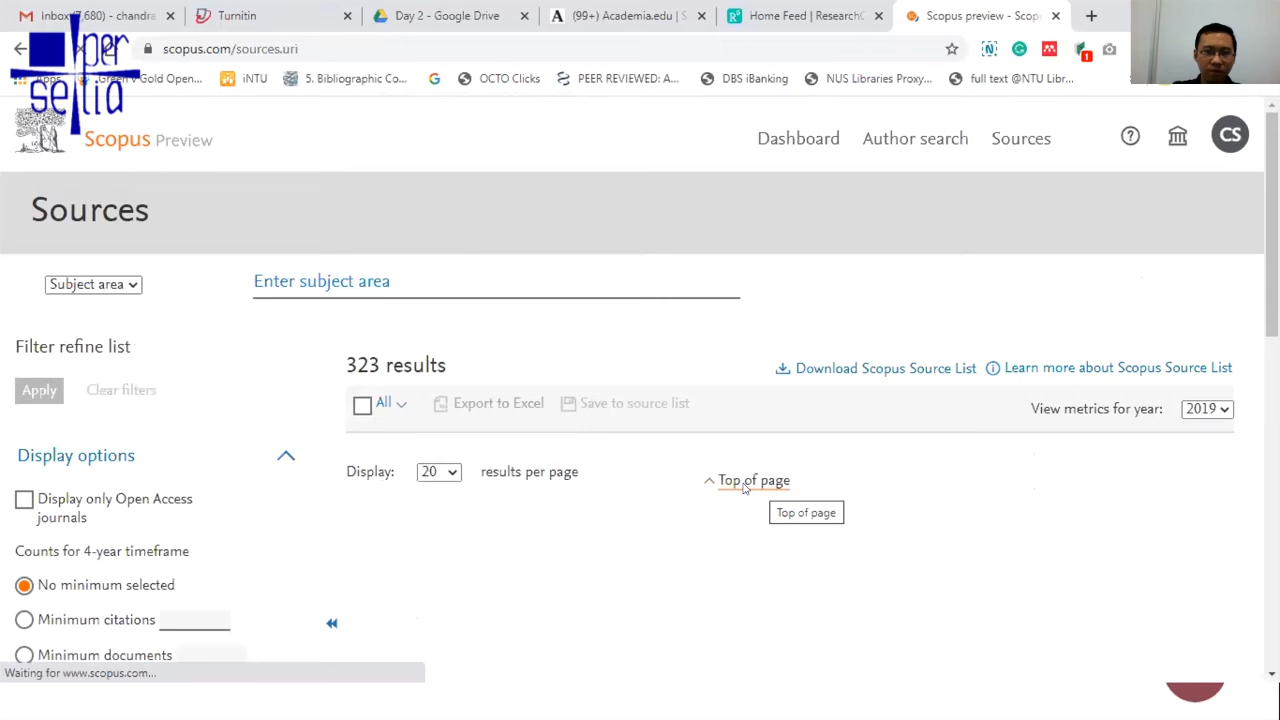 Inbox (7,680) - chandra
Turnitin
Day 2 - Google Drive
(99+) Academia.edu | S
Home Feed | ResearchG
Scopus preview - Scop
scopus.com/sources.uri
Gold Open...
iNTU
5. Bibliographic Co...
OCTO Clicks
PEER REVIEWED: A...
DBS iBanking
NUS Libraries Proxy...
full text @NTU Libr...
per
setia
Scopus Preview
Dashboard
Author search
Sources
CS
Sources
Subject area
Enter subject area
Filter refine list
323 results
Download Scopus Source List
Learn more about Scopus Source List
Apply
Clear filters
All
Export to Excel
Save to source list
View metrics for year:
2019
Display options
Display:
20
results per page
Top of page
Top of page
Display only Open Access
journals
Counts for 4-year timeframe
No minimum selected
Minimum citations
Minimum documents
Waiting for www.scopus.com...